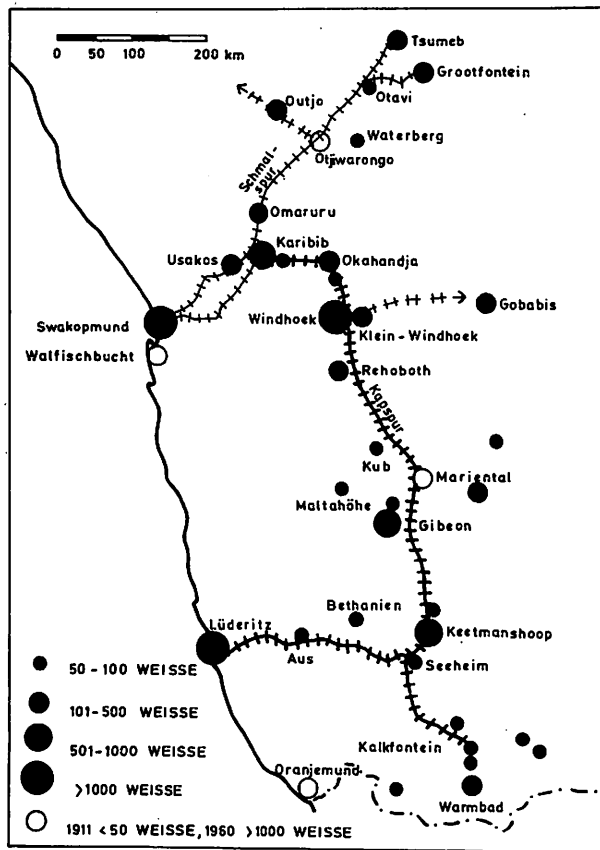 0 50 100 200 km
Tsumeb
Grootfontein
Otavi
Outjo
Waterberg
Otjiwarongo
Schmal-
spur
Omaruru
Karibib
Usakos
Okahandja
Gobabis
Swakopmund
Windhoek
Klein-Windhoek
Walfischbucht
Rehoboth
Kapspur
Kub
Mariental
Maltahöhe
Gibeon
Bethanien
Lüderitz
Keetmanshoop
Aus
Seeheim
50-100 WEISSE
101-500 WEISSE
501-1000 WEISSE
Kalkfontein
Oranjemund
>1000 WEISSE
Warmbad
1911 <50 WEISSE, 1960 >1000 WEISSE